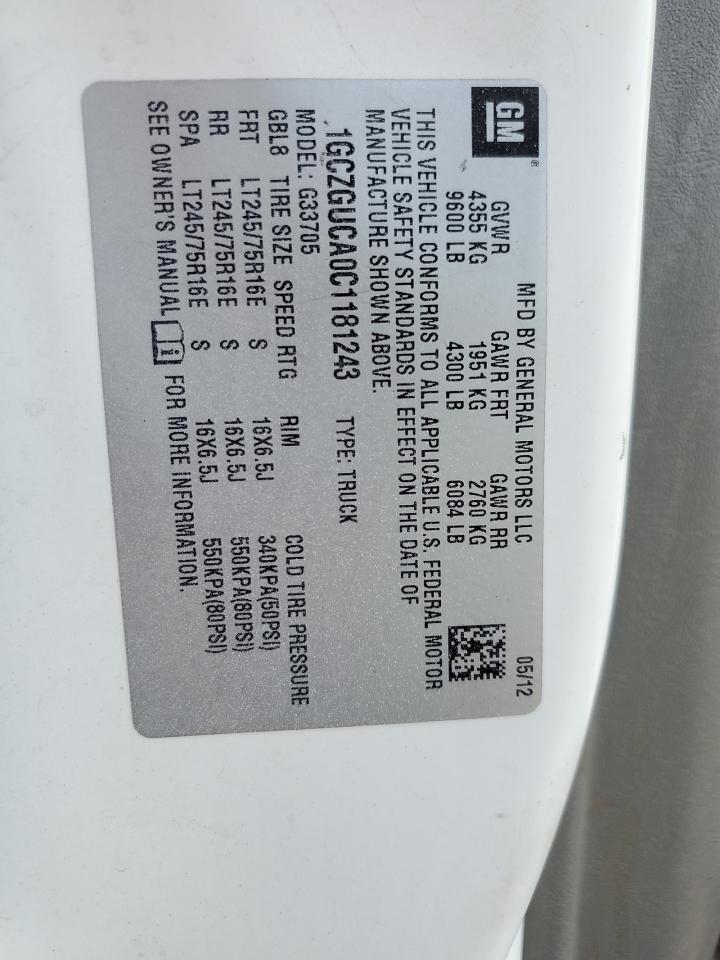 GM ®
MFD BY GENERAL MOTORS LLC 05/12
GVWR GAWR FRT GAWR RR
4355 KG 1951 KG 2760 KG
9600 LB 4300 LB 6084 LB
THIS VEHICLE CONFORMS TO ALL APPLICABLE U.S. FEDERAL MOTOR
VEHICLE SAFETY STANDARDS IN EFFECT ON THE DATE OF
MANUFACTURE SHOWN ABOVE.
1GCZGUCA0C1181243 TYPE: TRUCK
MODEL: G33705
GBL8 TIRE SIZE SPEED RTG RIM COLD TIRE PRESSURE
FRT LT245/75R16E S 16X6.5J 340KPA(50PSI)
RR LT245/75R16E S 16X6.5J 550KPA(80PSI)
SPA LT245/75R16E S 16X6.5J 550KPA(80PSI)
SEE OWNER'S MANUAL FOR MORE INFORMATION.